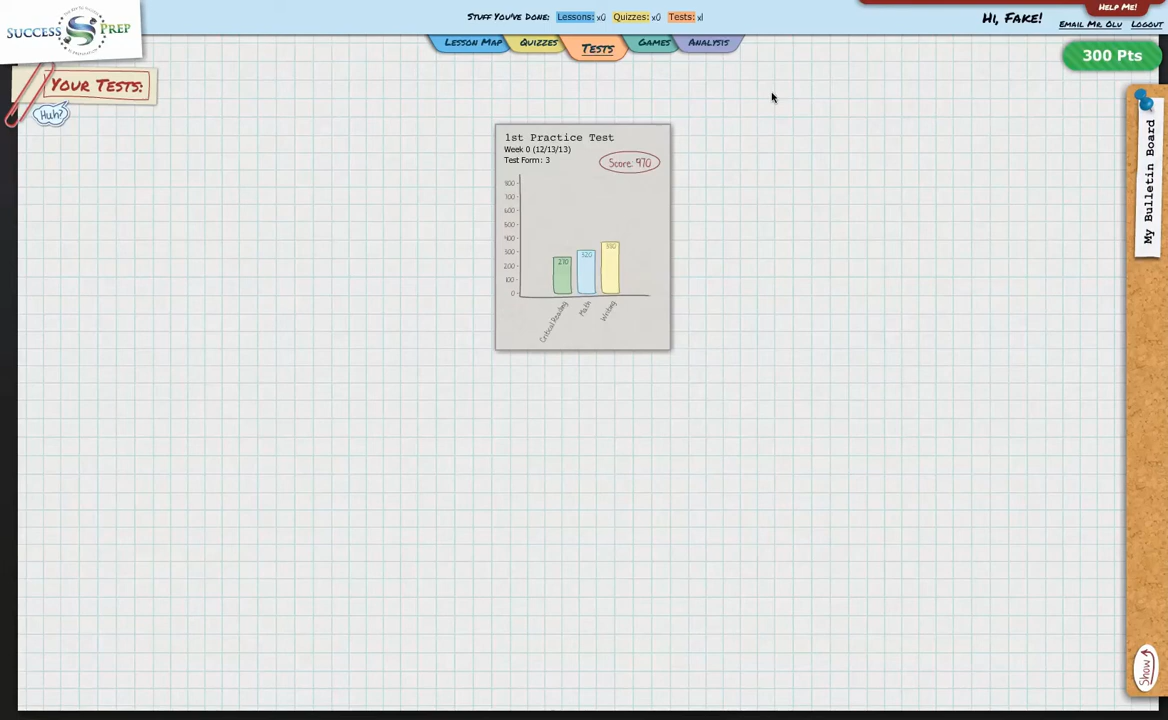 SUCCESS PREP
STUFF YOU'VE DONE: Lessons: x0 Quizzes: x0 Tests: x1
HELP ME!
HI, FAKE!
EMAIL MR. OLU LOGOUT
LESSON MAP QUIZZES TESTS GAMES ANALYSIS
300 Pts
YOUR TESTS:
Huh?
My Bulletin Board
1st Practice Test
Week 0 (12/13/13)
Test Form: 3
Score: 970
800
700
600
500
400
300
200
100
0
270
320
Critical Reading
Math
Writing
Show